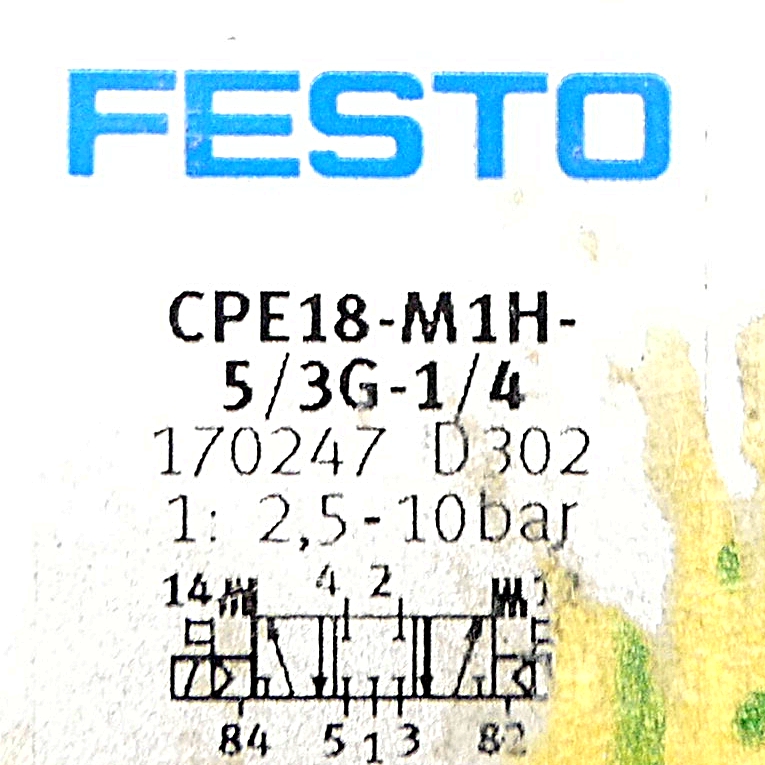 FESTO
CPE18-M1H-
5/3G-1/4
170247 D302
1: 2,5-10bar
14 4 2
84 5 1 3 82